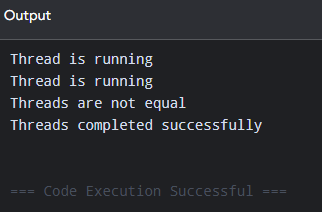 Output
Thread is running
Thread is running
Threads are not equal
Threads completed successfully
=== Code Execution Successful ===